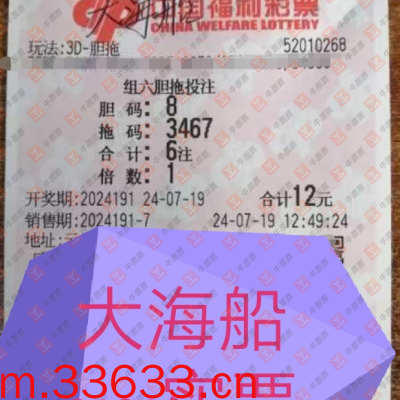 中国福利彩票
大海船
CHINA WELFARE LOTTERY
玩法:3D-胆拖 52010268
组六胆拖投注
胆 码: 8
拖 码: 3467
合 计: 6注
倍 数: 1
开奖期:2024191 24-07-19 合计12元
销售期:2024191-7 24-07-19 12:49:24
地址:
大海船
m.33633.cn